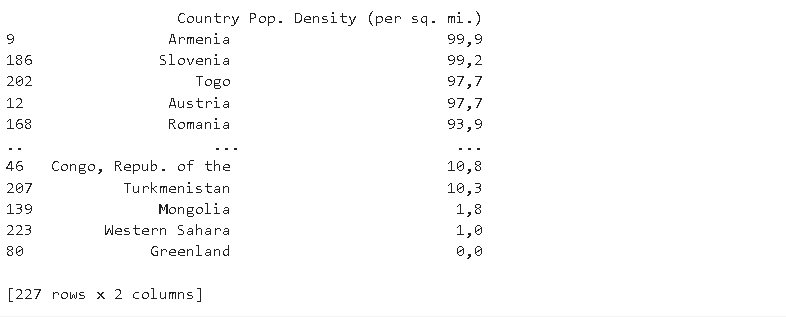 Country Pop. Density (per sq. mi.)
9 Armenia 99,9
186 Slovenia 99,2
202 Togo 97,7
12 Austria 97,7
168 Romania 93,9
.. ... ...
46 Congo, Repub. of the 10,8
207 Turkmenistan 10,3
139 Mongolia 1,8
223 Western Sahara 1,0
80 Greenland 0,0
[227 rows x 2 columns]